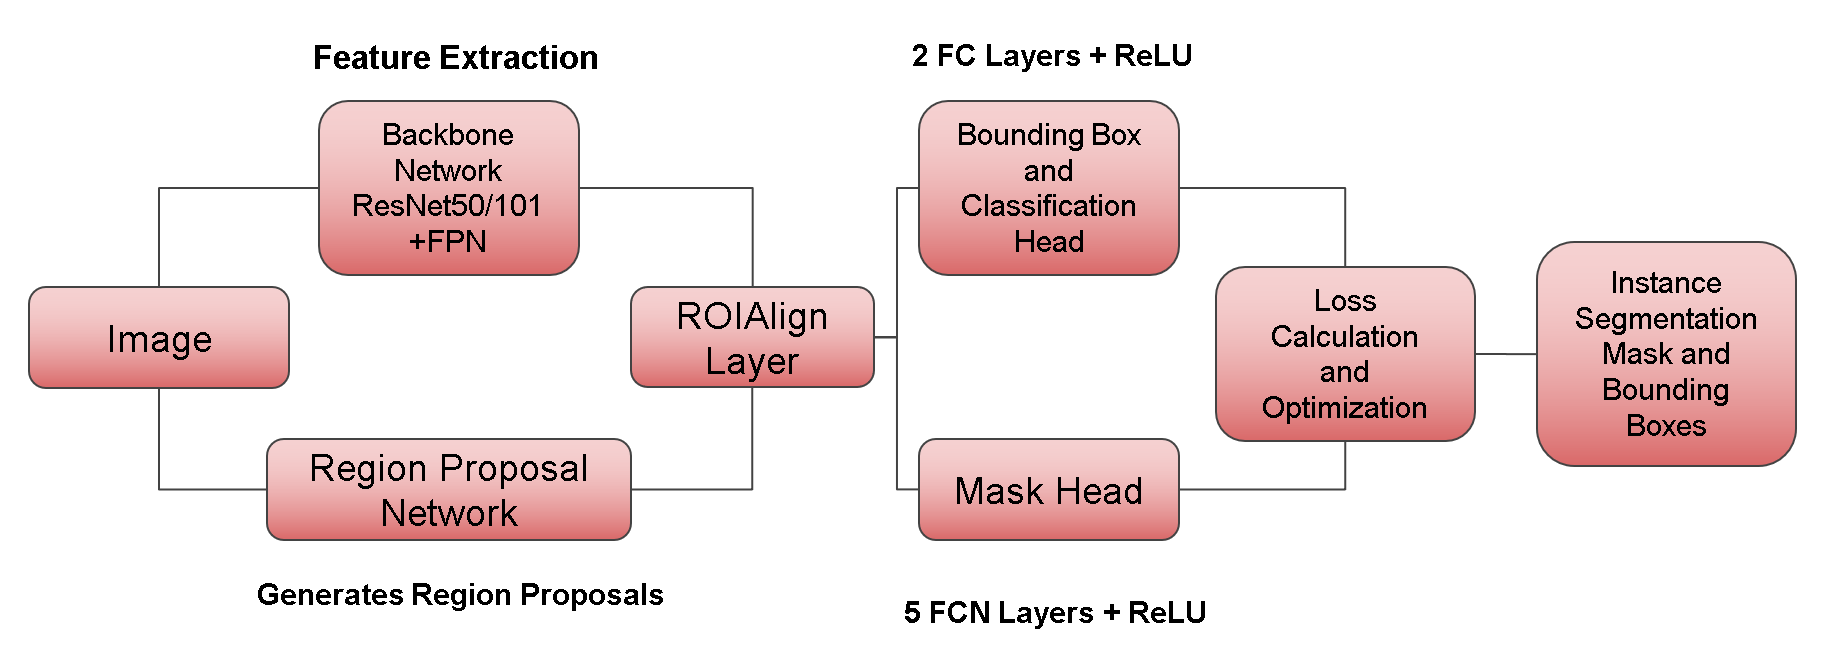 Feature Extraction
Backbone
Network
ResNet50/101
+FPN
Image
Region Proposal
Network
Generates Region Proposals
ROIAlign
Layer
2 FC Layers + ReLU
Bounding Box
and
Classification
Head
Mask Head
5 FCN Layers + ReLU
Loss
Calculation
and
Optimization
Instance
Segmentation
Mask and
Bounding
Boxes